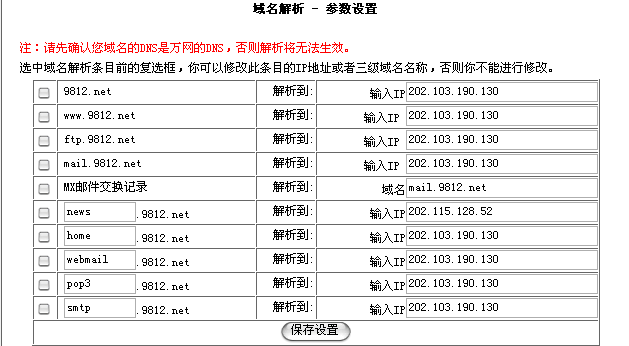 域名解析 - 参数设置
注：请先确认您域名的DNS是万网的DNS，否则解析将无法生效。
选中域名解析条目前的复选框，你可以修改此条目的IP地址或者三级域名名称，否则你不能进行修改。
9812.net 解析到: 输入IP 202.103.190.130
www.9812.net 解析到: 输入IP 202.103.190.130
ftp.9812.net 解析到: 输入IP 202.103.190.130
mail.9812.net 解析到: 输入IP 202.103.190.130
MX邮件交换记录 解析到: 域名 mail.9812.net
news .9812.net 解析到: 输入IP 202.115.128.52
home .9812.net 解析到: 输入IP 202.103.190.130
webmail .9812.net 解析到: 输入IP 202.103.190.130
pop3 .9812.net 解析到: 输入IP 202.103.190.130
smtp .9812.net 解析到: 输入IP 202.103.190.130
保存设置